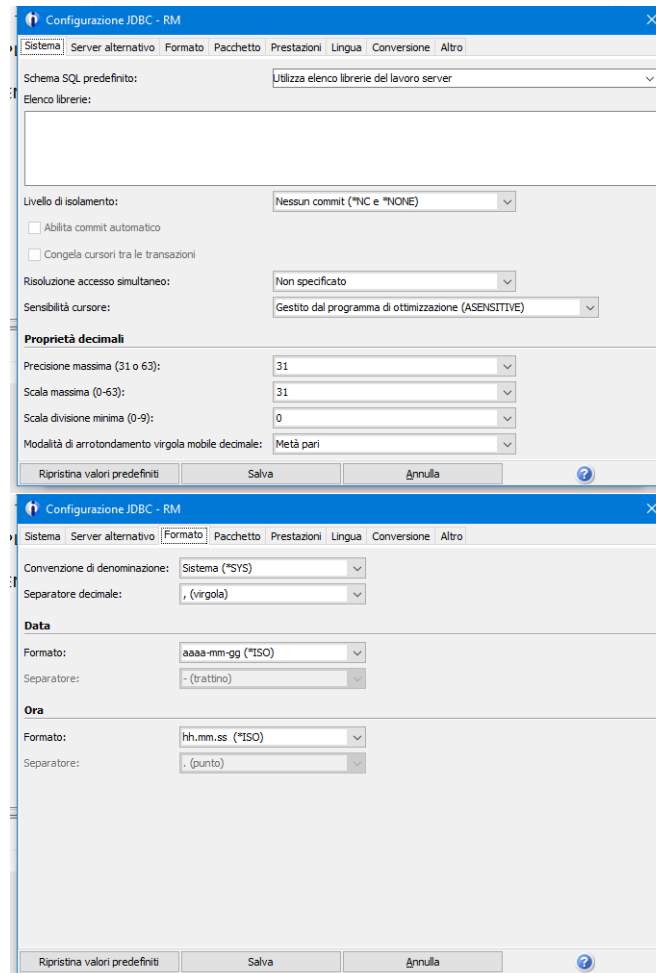 Configurazione JDBC - RM
Sistema Server alternativo Formato Pacchetto Prestazioni Lingua Conversione Altro
Schema SQL predefinito: Utilizza elenco librerie del lavoro server
Elenco librerie:
Livello di isolamento: Nessun commit (*NC e *NONE)
Abilita commit automatico
Congela cursori tra le transazioni
Risoluzione accesso simultaneo: Non specificato
Sensibilità cursore: Gestito dal programma di ottimizzazione (ASENSITIVE)
Proprietà decimali
Precisione massima (31 o 63): 31
Scala massima (0-63): 31
Scala divisione minima (0-9): 0
Modalità di arrotondamento virgola mobile decimale: Metà pari
Ripristina valori predefiniti Salva Annulla ?
Configurazione JDBC - RM
Sistema Server alternativo Formato Pacchetto Prestazioni Lingua Conversione Altro
Convenzione di denominazione: Sistema (*SYS)
Separatore decimale: , (virgola)
Data
Formato: aaaa-mm-gg (*ISO)
Separatore: - (trattino)
Ora
Formato: hh.mm.ss (*ISO)
Separatore: . (punto)
Ripristina valori predefiniti Salva Annulla ?